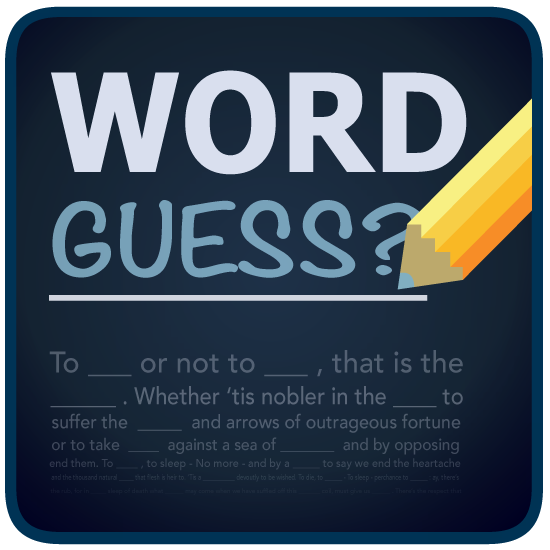 WORD
GUESS?
To ___ or not to ___ , that is the
_____ . Whether ‘tis nobler in the ____ to
suffer the _____ and arrows of outrageous fortune
or to take ____ against a sea of ______ and by opposing
end them. To ____ , to sleep - No more - and by a _____ to say we end the heartache
and the thousand natural ____ that flesh is heir to. 'Tis a ______ devoutly to be wished. To die, to ____ - To sleep - perchance to ____ . ay, there's